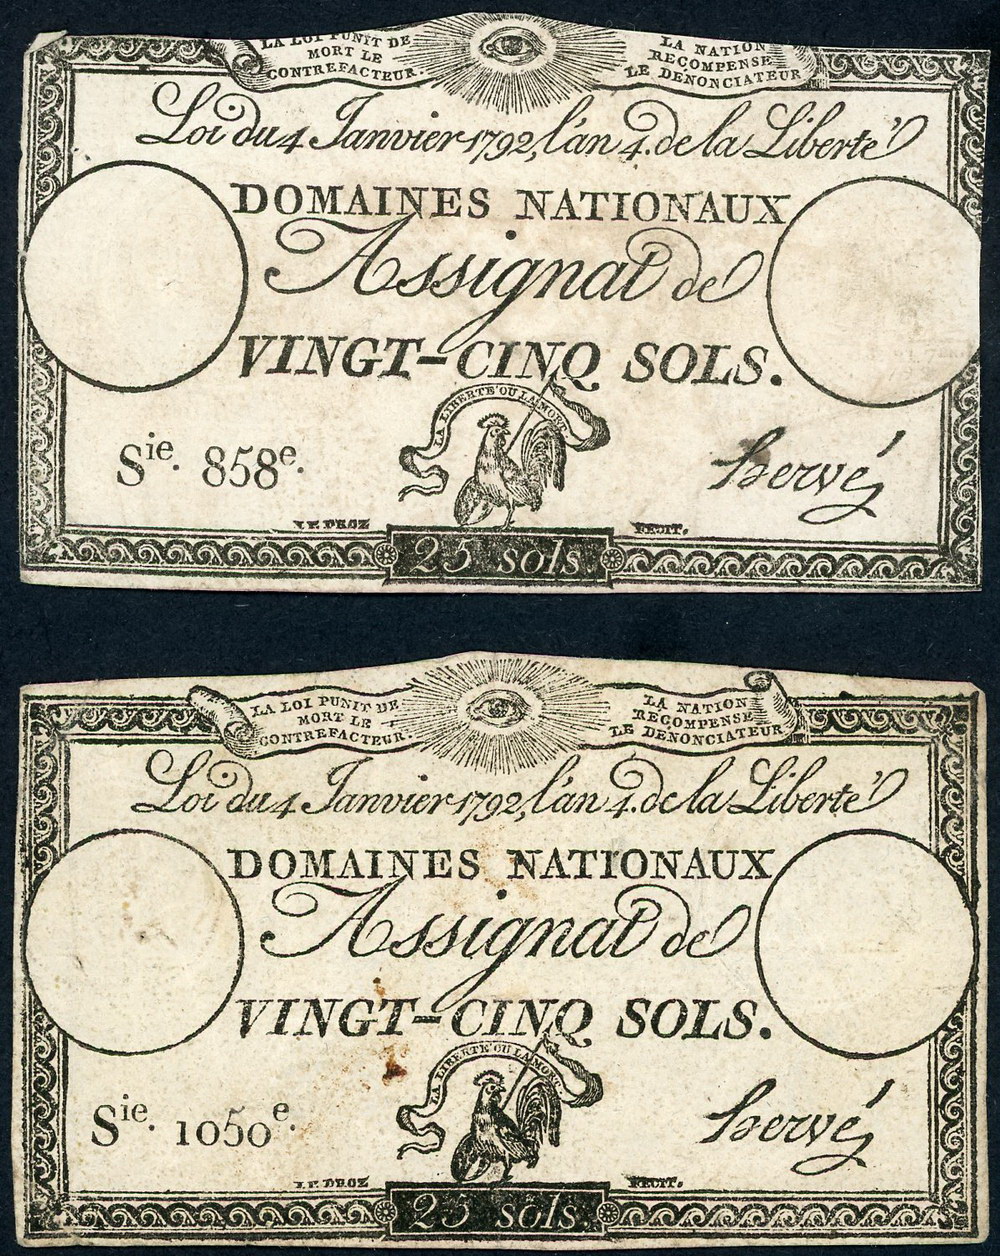 LA LOI PUNIT DE
MORT LE
CONTREFACTEUR.
LA NATION
RECOMPENSE
LE DENONCIATEUR
Loi du 4 Janvier 1792, l'an 4. de la Liberté
DOMAINES NATIONAUX
Assignat de
VINGT-CINQ SOLS.
LA LIBERTÉ OU LA MORT
Sie. 858e.
hervé
FECIT.
25 sols.
LA LOI PUNIT DE
MORT LE
CONTREFACTEUR.
LA NATION
RECOMPENSE
LE DENONCIATEUR
Loi du 4 Janvier 1792, l'an 4. de la Liberté
DOMAINES NATIONAUX
Assignat de
VINGT-CINQ SOLS.
LA LIBERTÉ OU LA MORT
Sie. 1050e.
hervé
FECIT.
25 sols.